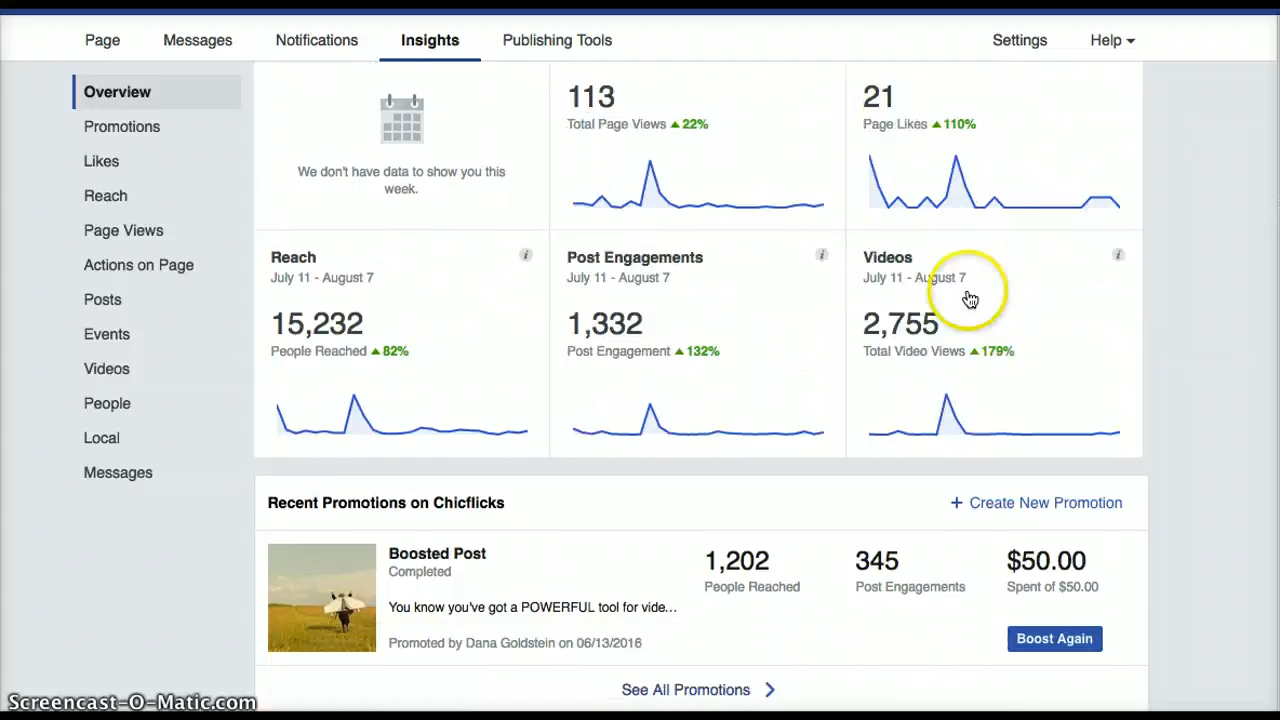 Page Messages Notifications Insights Publishing Tools Settings Help
Overview
Promotions
Likes
Reach
Page Views
Actions on Page
Posts
Events
Videos
People
Local
Messages
We don't have data to show you this
week.
113
Total Page Views ▲ 22%
21
Page Likes ▲ 110%
Reach
July 11 - August 7
15,232
People Reached ▲ 82%
Post Engagements
July 11 - August 7
1,332
Post Engagement ▲ 132%
Videos
July 11 - August 7
2,755
Total Video Views ▲ 179%
Recent Promotions on Chicflicks
+ Create New Promotion
Boosted Post
Completed
You know you've got a POWERFUL tool for vide...
Promoted by Dana Goldstein on 06/13/2016
1,202
People Reached
345
Post Engagements
$50.00
Spent of $50.00
Boost Again
See All Promotions
Screencast-O-Matic.com